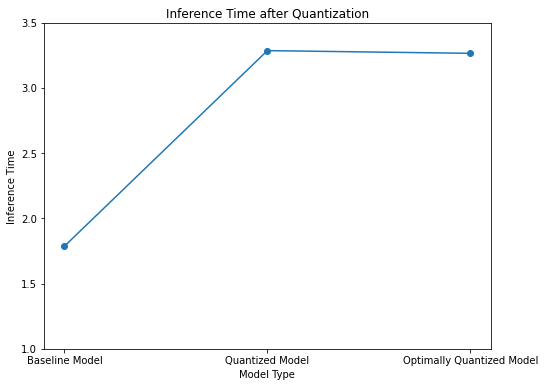 Inference Time after Quantization
3.5
3.0
2.5
2.0
1.5
1.0
Inference Time
Baseline Model
Quantized Model
Optimally Quantized Model
Model Type